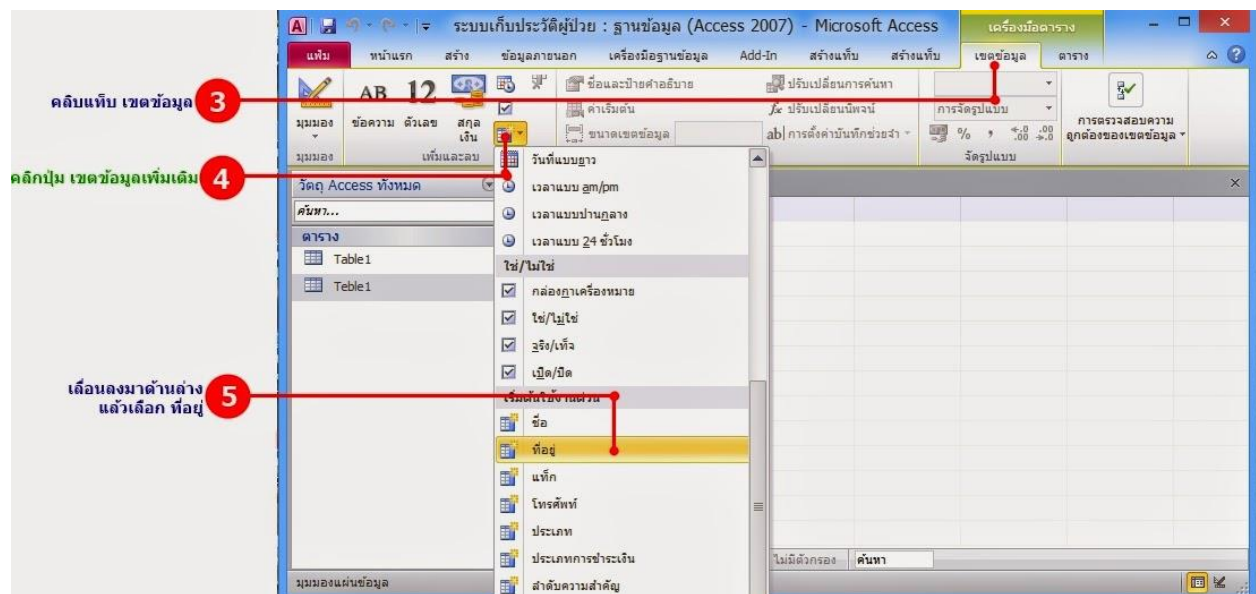 ระบบเก็บประวัติผู้ป่วย : ฐานข้อมูล (Access 2007) - Microsoft Access
เครื่องมือตาราง
แฟ้ม หน้าแรก สร้าง ข้อมูลภายนอก เครื่องมือฐานข้อมูล Add-In สร้างแท็บ สร้างแท็บ เขตข้อมูล ตาราง
คลิบแท็บ เขตข้อมูล 3
มุมมอง
AB ข้อความ
12 ตัวเลข
สกุลเงิน
ชื่อและป้ายคำอธิบาย
ค่าเริ่มต้น
ขนาดเขตข้อมูล
ปรับเปลี่ยนการค้นหา
fx ปรับเปลี่ยนนิพจน์
ab| การตั้งค่าบันทึกช่วยจำ
การจัดรูปแบบ
% , .00 .00
การตรวจสอบความ
ถูกต้องของเขตข้อมูล
มุมมอง เพิ่มและลบ จัดรูปแบบ
คลิกปุ่ม เขตข้อมูลเพิ่มเติม 4
วัตถุ Access ทั้งหมด
ค้นหา...
ตาราง
Table1
Teble1
วันที่แบบยาว
เวลาแบบ am/pm
เวลาแบบปานกลาง
เวลาแบบ 24 ชั่วโมง
ใช่/ไม่ใช่
กล่องกาเครื่องหมาย
ใช่/ไม่ใช่
จริง/เท็จ
เปิด/ปิด
เริ่มต้นใช้งานด่วน
ชื่อ
ที่อยู่
แท็ก
โทรศัพท์
ประเภท
ประเภทการชำระเงิน
ลำดับความสำคัญ
เลื่อนลงมาด้านล่าง
แล้วเลือก ที่อยู่ 5
ไม่มีตัวกรอง ค้นหา
มุมมองแผ่นข้อมูล